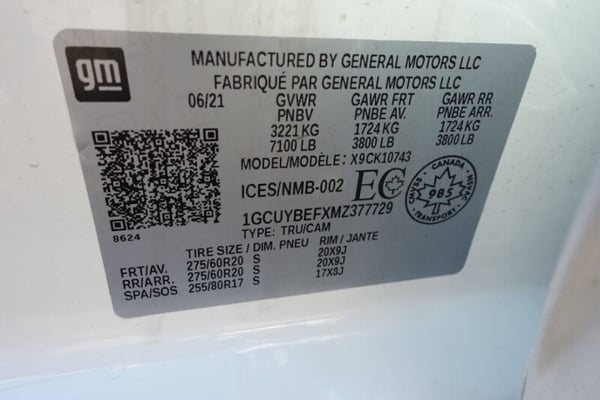 gm
MANUFACTURED BY GENERAL MOTORS LLC
FABRIQUÉ PAR GENERAL MOTORS LLC
06/21 GVWR GAWR FRT GAWR RR
PNBV PNBE AV. PNBE ARR.
3221 KG 1724 KG 1724 KG
7100 LB 3800 LB 3800 LB
MODEL/MODÈLE: X9CK10743
ICES/NMB-002 EC
CANADA
985
TRANSPORT
1GCUYBEFXMZ377729
TYPE: TRU/CAM
8624
TIRE SIZE / DIM. PNEU RIM / JANTE
FRT/AV. 275/60R20 S 20X9J
RR/ARR. 275/60R20 S 20X9J
SPA/SOS 255/80R17 S 17X8J